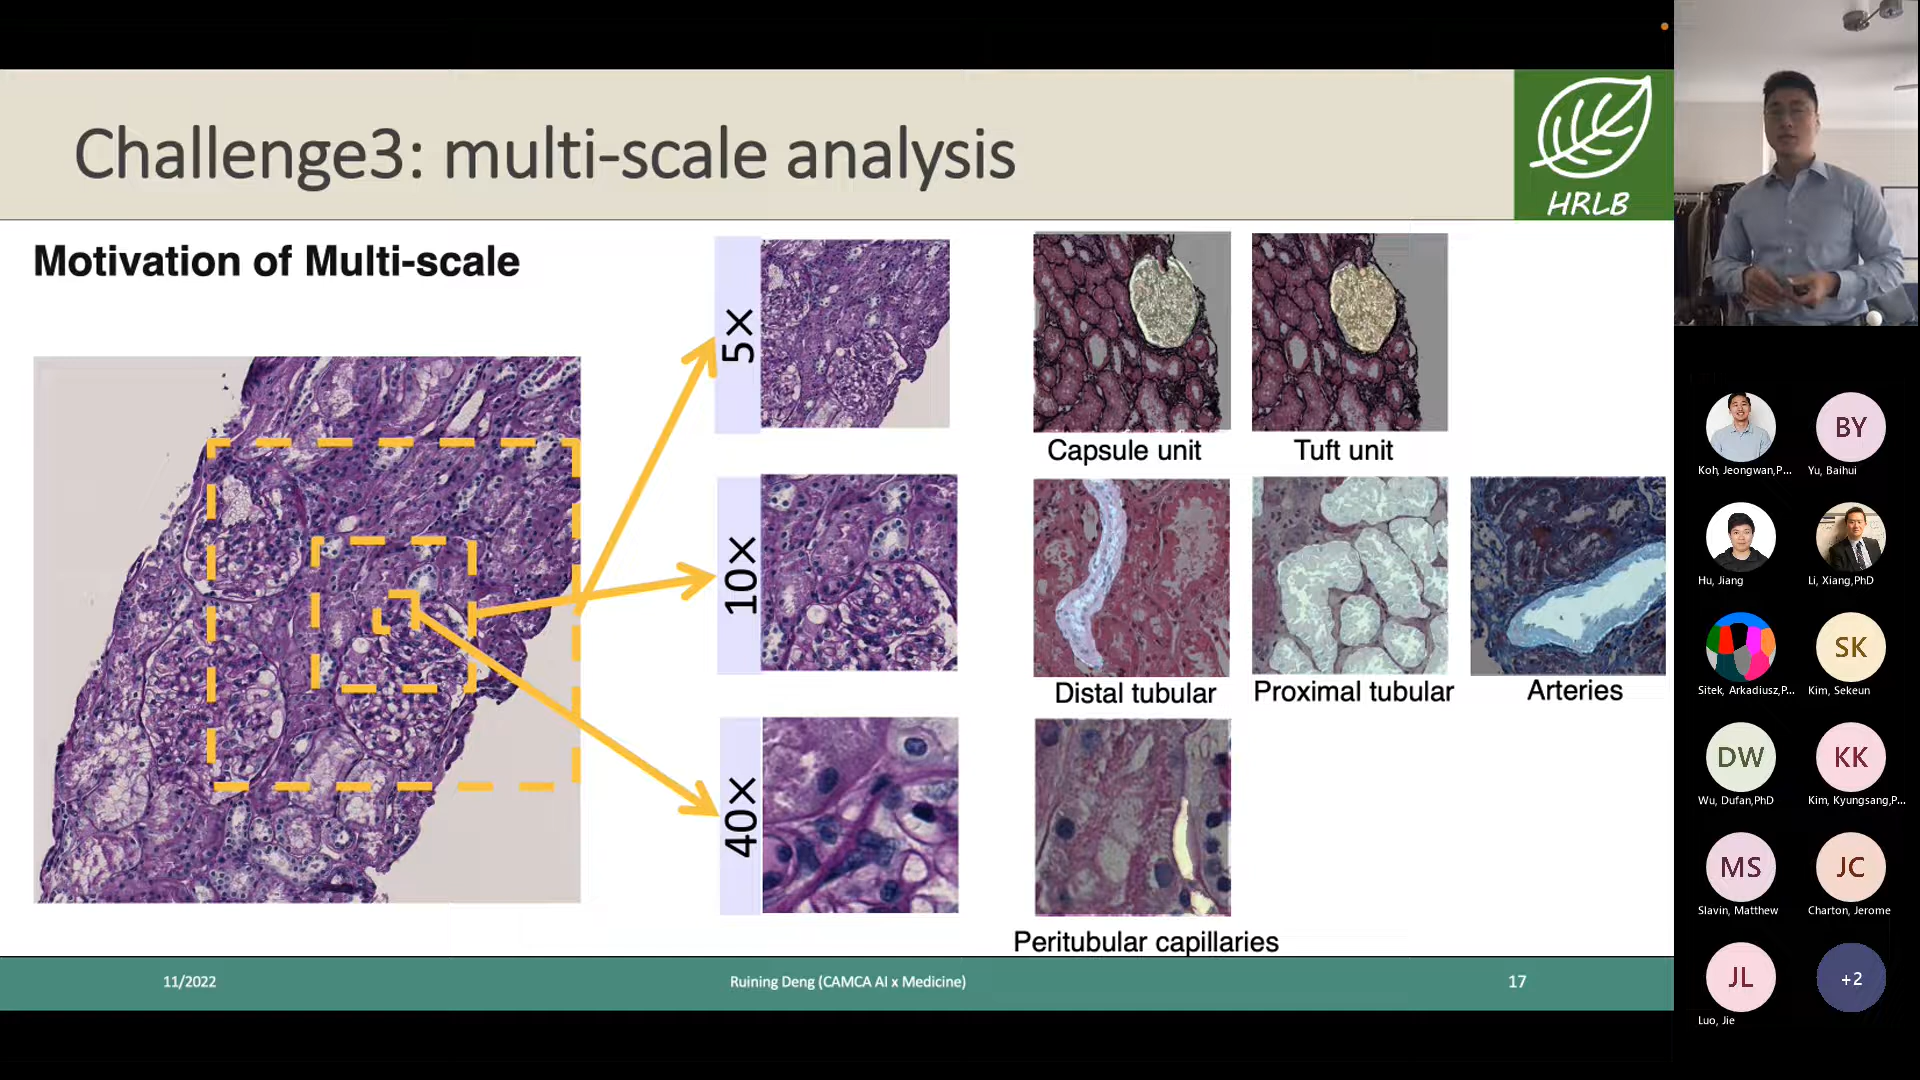 Challenge3: multi-scale analysis
HRLB
Motivation of Multi-scale
5×
Capsule unit
Tuft unit
10×
Distal tubular
Proximal tubular
Arteries
40×
Peritubular capillaries
11/2022
Ruining Deng (CAMCA AI x Medicine)
17
Koh, Jeongwan,P...
BY
Yu, Baihui
Hu, Jiang
Li, Xiang,PhD
Sitek, Arkadiusz,P...
SK
Kim, Sekeun
DW
Wu, Dufan,PhD
KK
Kim, Kyungsang,P...
MS
Slavin, Matthew
JC
Charton, Jerome
JL
Luo, Jie
+2